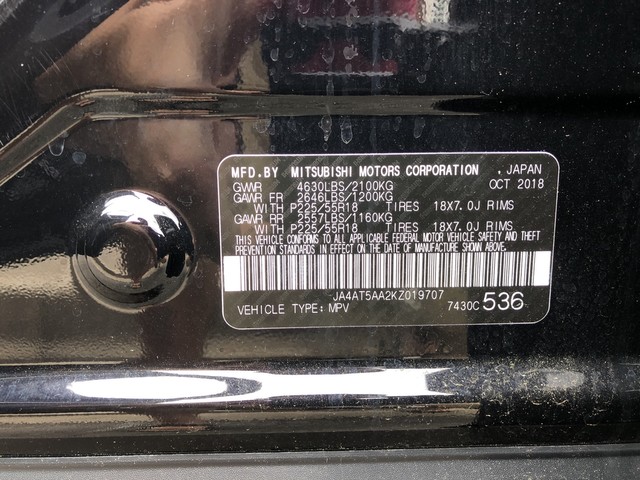 MFD.BY MITSUBISHI MOTORS CORPORATION , JAPAN
GVWR 4630LBS/2100KG OCT 2018
GAWR FR 2646LBS/1200KG
WITH P225/55R18 TIRES 18X7.0J RIMS
GAWR RR 2557LBS/1160KG
WITH P225/55R18 TIRES 18X7.0J RIMS
THIS VEHICLE CONFORMS TO ALL APPLICABLE FEDERAL MOTOR VEHICLE SAFETY AND THEFT
PREVENTION STANDARDS IN EFFECT ON THE DATE OF MANUFACTURE SHOWN ABOVE.
JA4AT5AA2KZ019707
VEHICLE TYPE: MPV 7430C 536